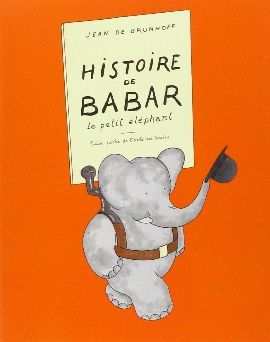 JEAN DE BRUNHOFF
HISTOIRE
DE
BABAR
le petit éléphant